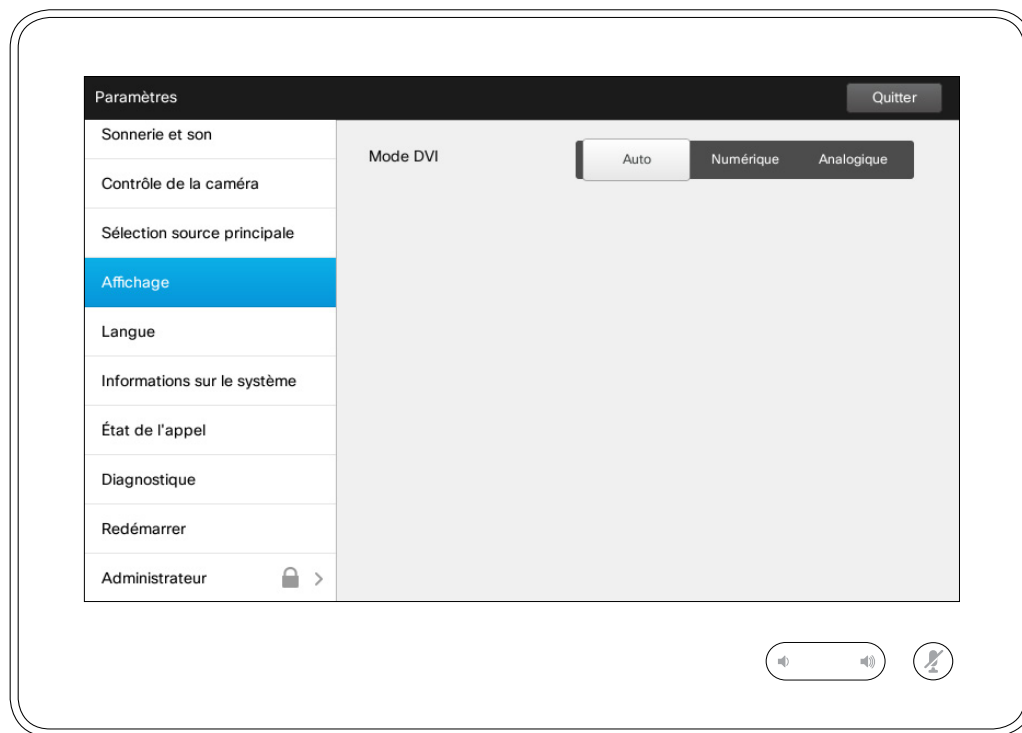 Paramètres
Quitter
Sonnerie et son
Contrôle de la caméra
Sélection source principale
Affichage
Langue
Informations sur le système
État de l'appel
Diagnostique
Redémarrer
Administrateur
Mode DVI
Auto
Numérique
Analogique